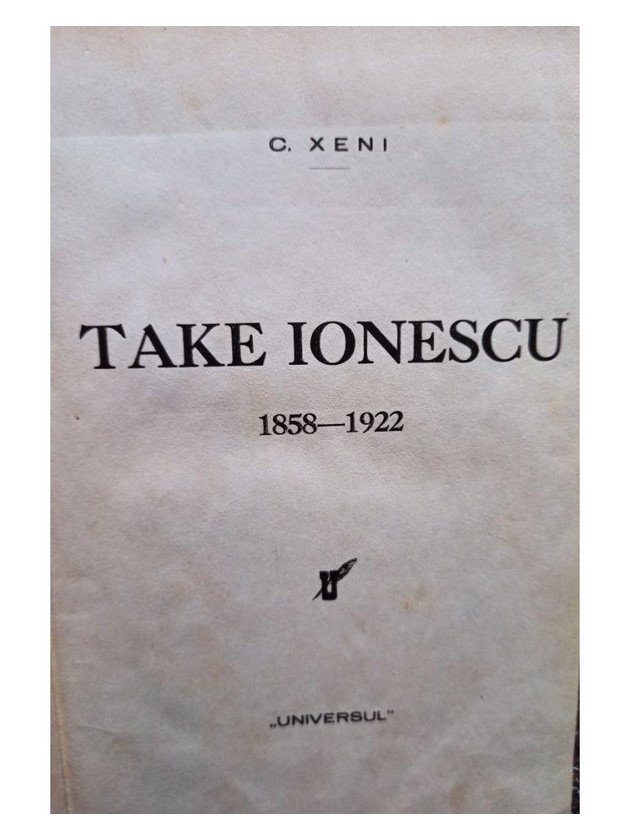 C. XENI
TAKE IONESCU
1858—1922
U
„UNIVERSUL”